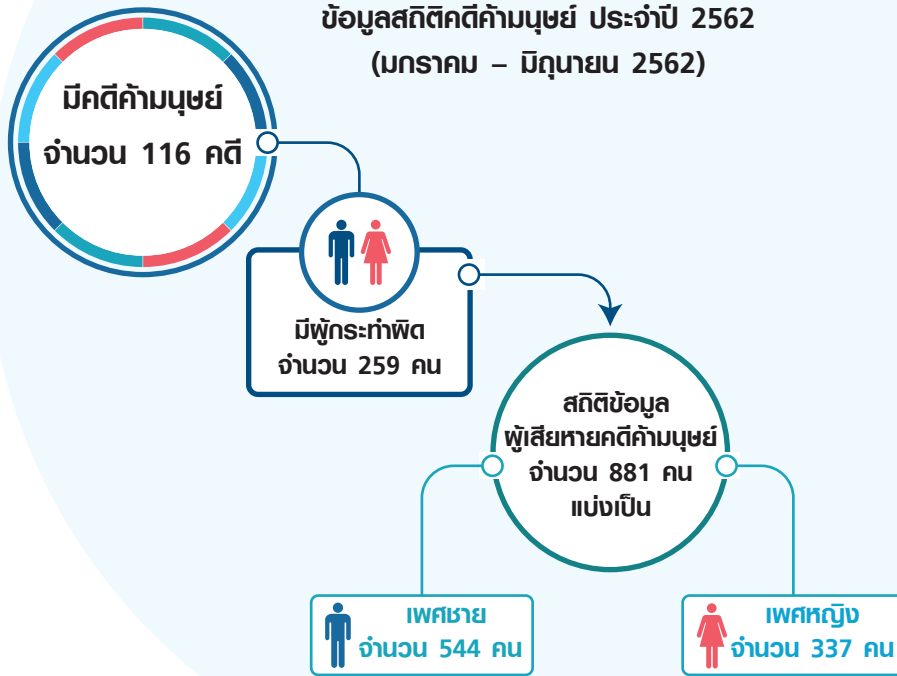 ข้อมูลสถิติคดีค้ามนุษย์ ประจำปี 2562
(มกราคม – มิถุนายน 2562)
มีคดีค้ามนุษย์
จำนวน 116 คดี
มีผู้กระทำผิด
จำนวน 259 คน
สถิติข้อมูล
ผู้เสียหายคดีค้ามนุษย์
จำนวน 881 คน
แบ่งเป็น
เพศชาย
จำนวน 544 คน
เพศหญิง
จำนวน 337 คน